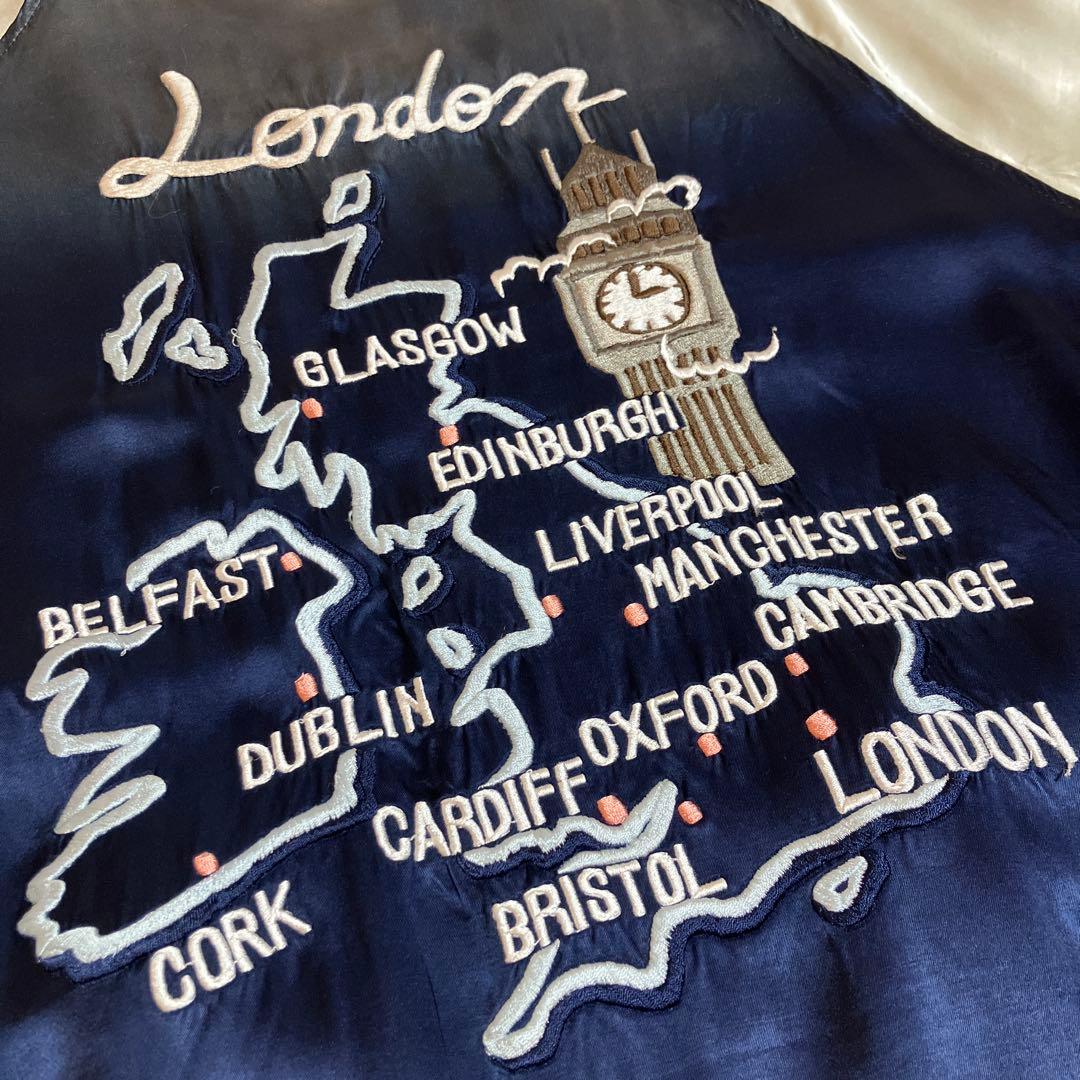 London
GLASGOW
EDINBURGH
LIVERPOOL
MANCHESTER
BELFAST
CAMBRIDGE
DUBLIN
OXFORD
LONDON
CARDIFF
BRISTOL
CORK